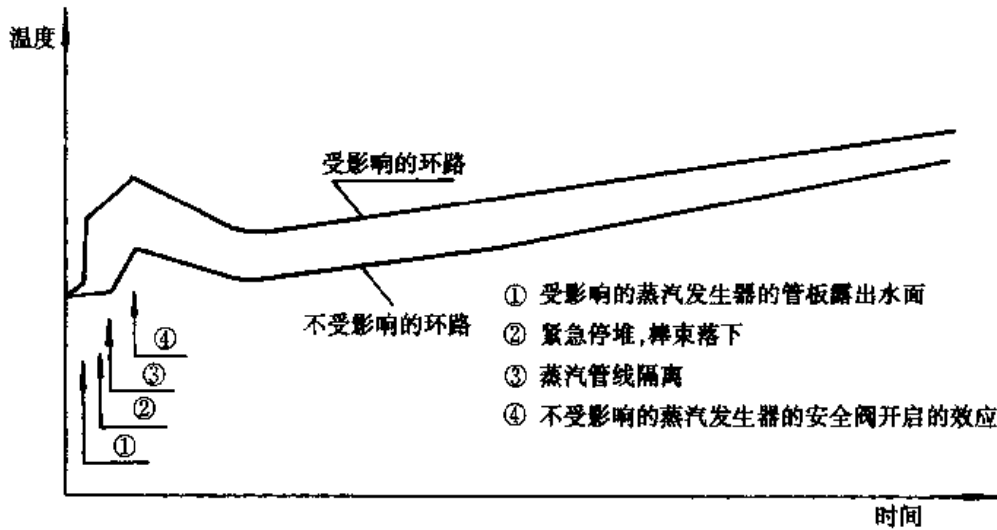 温度
受影响的环路
不受影响的环路
① 受影响的蒸汽发生器的管板露出水面
② 紧急停堆,棒束落下
③ 蒸汽管线隔离
④ 不受影响的蒸汽发生器的安全阀开启的效应
④
③
②
①
时间